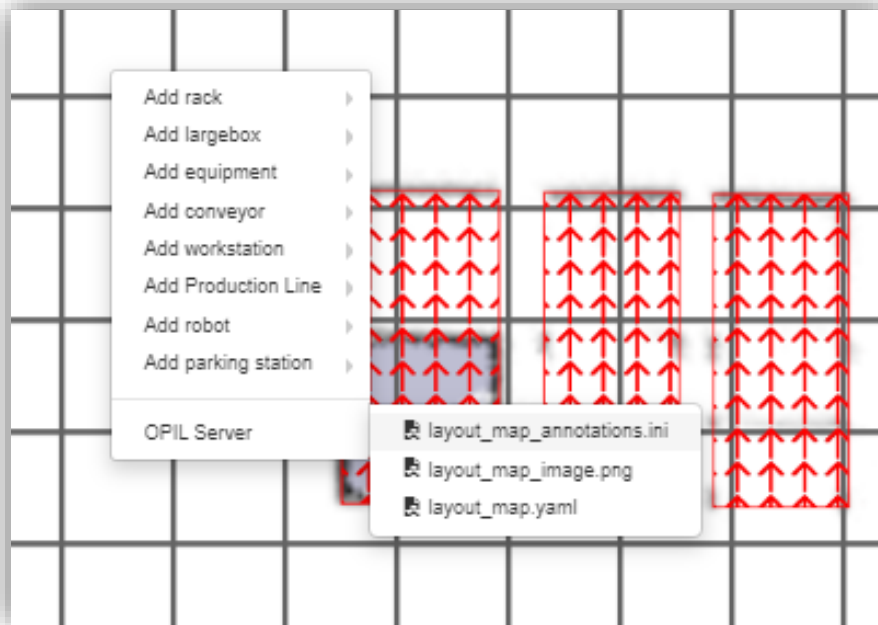 Add rack
Add largebox
Add equipment
Add conveyor
Add workstation
Add Production Line
Add robot
Add parking station
OPIL Server
layout_map_annotations.ini
layout_map_image.png
layout_map.yaml